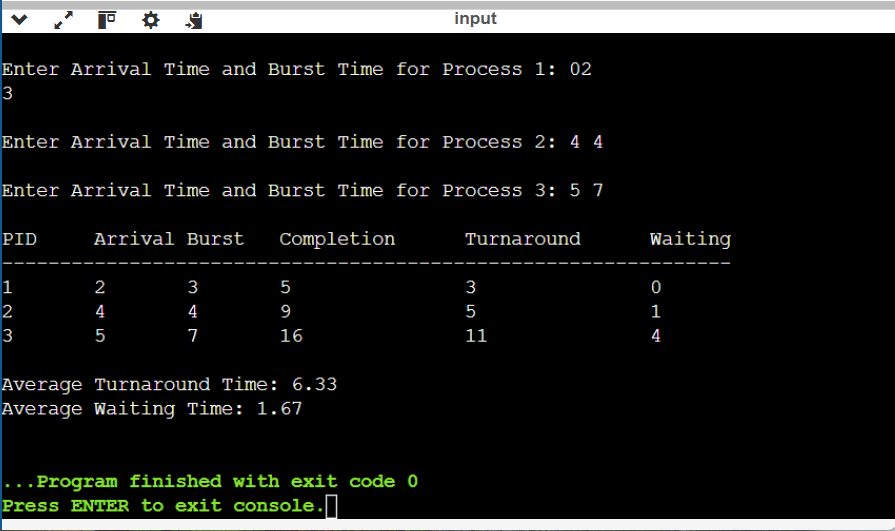 input
Enter Arrival Time and Burst Time for Process 1: 02
3
Enter Arrival Time and Burst Time for Process 2: 4 4
Enter Arrival Time and Burst Time for Process 3: 5 7
PID Arrival Burst Completion Turnaround Waiting
---------------------------------------------------------------
1 2 3 5 3 0
2 4 4 9 5 1
3 5 7 16 11 4
Average Turnaround Time: 6.33
Average Waiting Time: 1.67
...Program finished with exit code 0
Press ENTER to exit console.